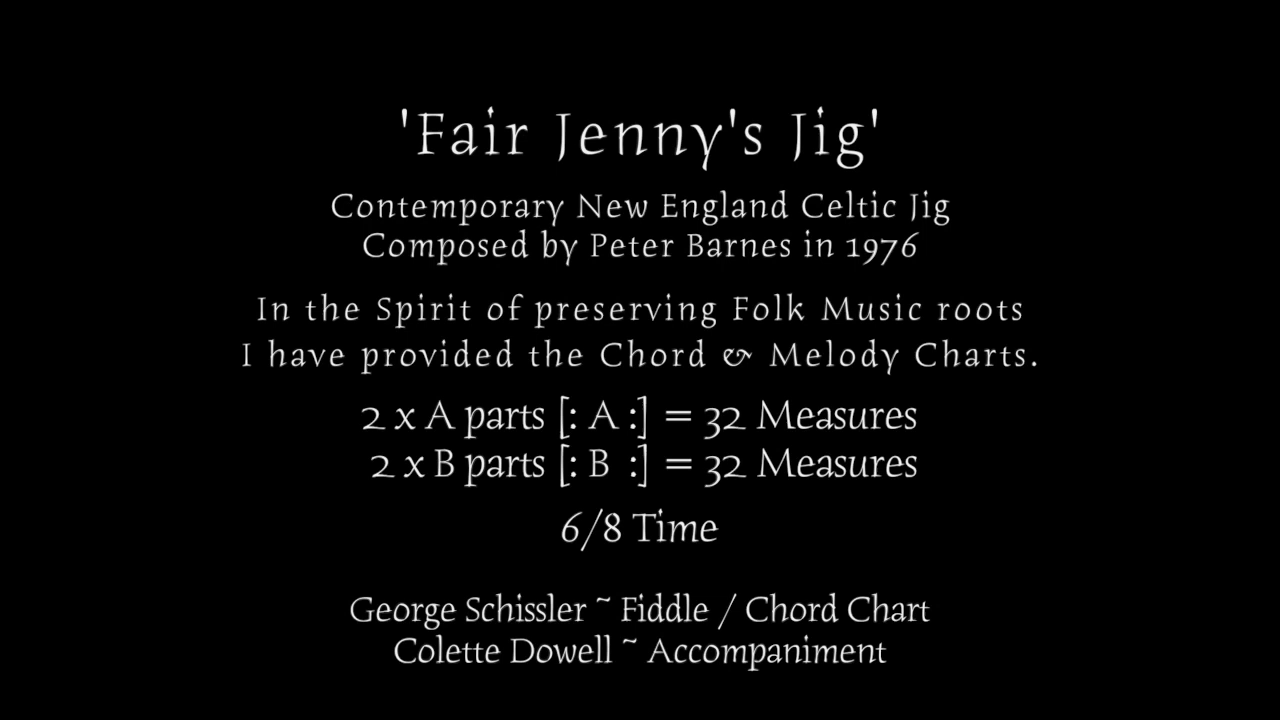 'Fair Jenny's Jig'
Contemporary New England Celtic Jig
Composed by Peter Barnes in 1976
In the Spirit of preserving Folk Music roots
I have provided the Chord & Melody Charts.
2 x A parts [: A :] = 32 Measures
2 x B parts [: B :] = 32 Measures
6/8 Time
George Schissler ~ Fiddle / Chord Chart
Colette Dowell ~ Accompaniment